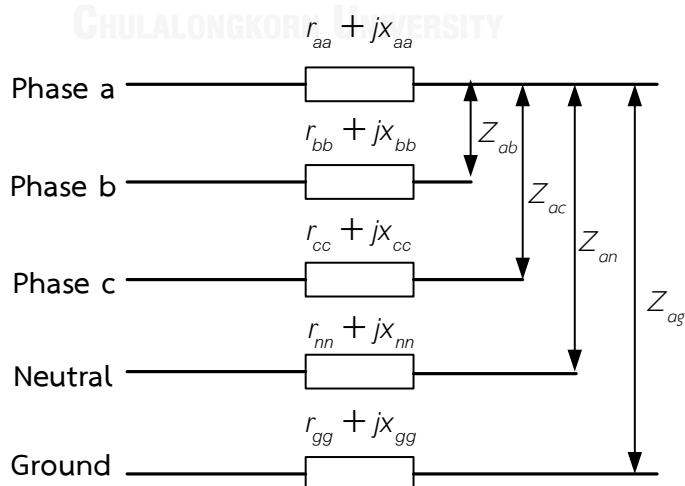 CHULALONGKORN UNIVERSITY
r_aa + jx_aa
Phase a
r_bb + jx_bb
Z_ab
Phase b
Z_ac
r_cc + jx_cc
Z_an
Phase c
Z_ag
r_nn + jx_nn
Neutral
r_gg + jx_gg
Ground